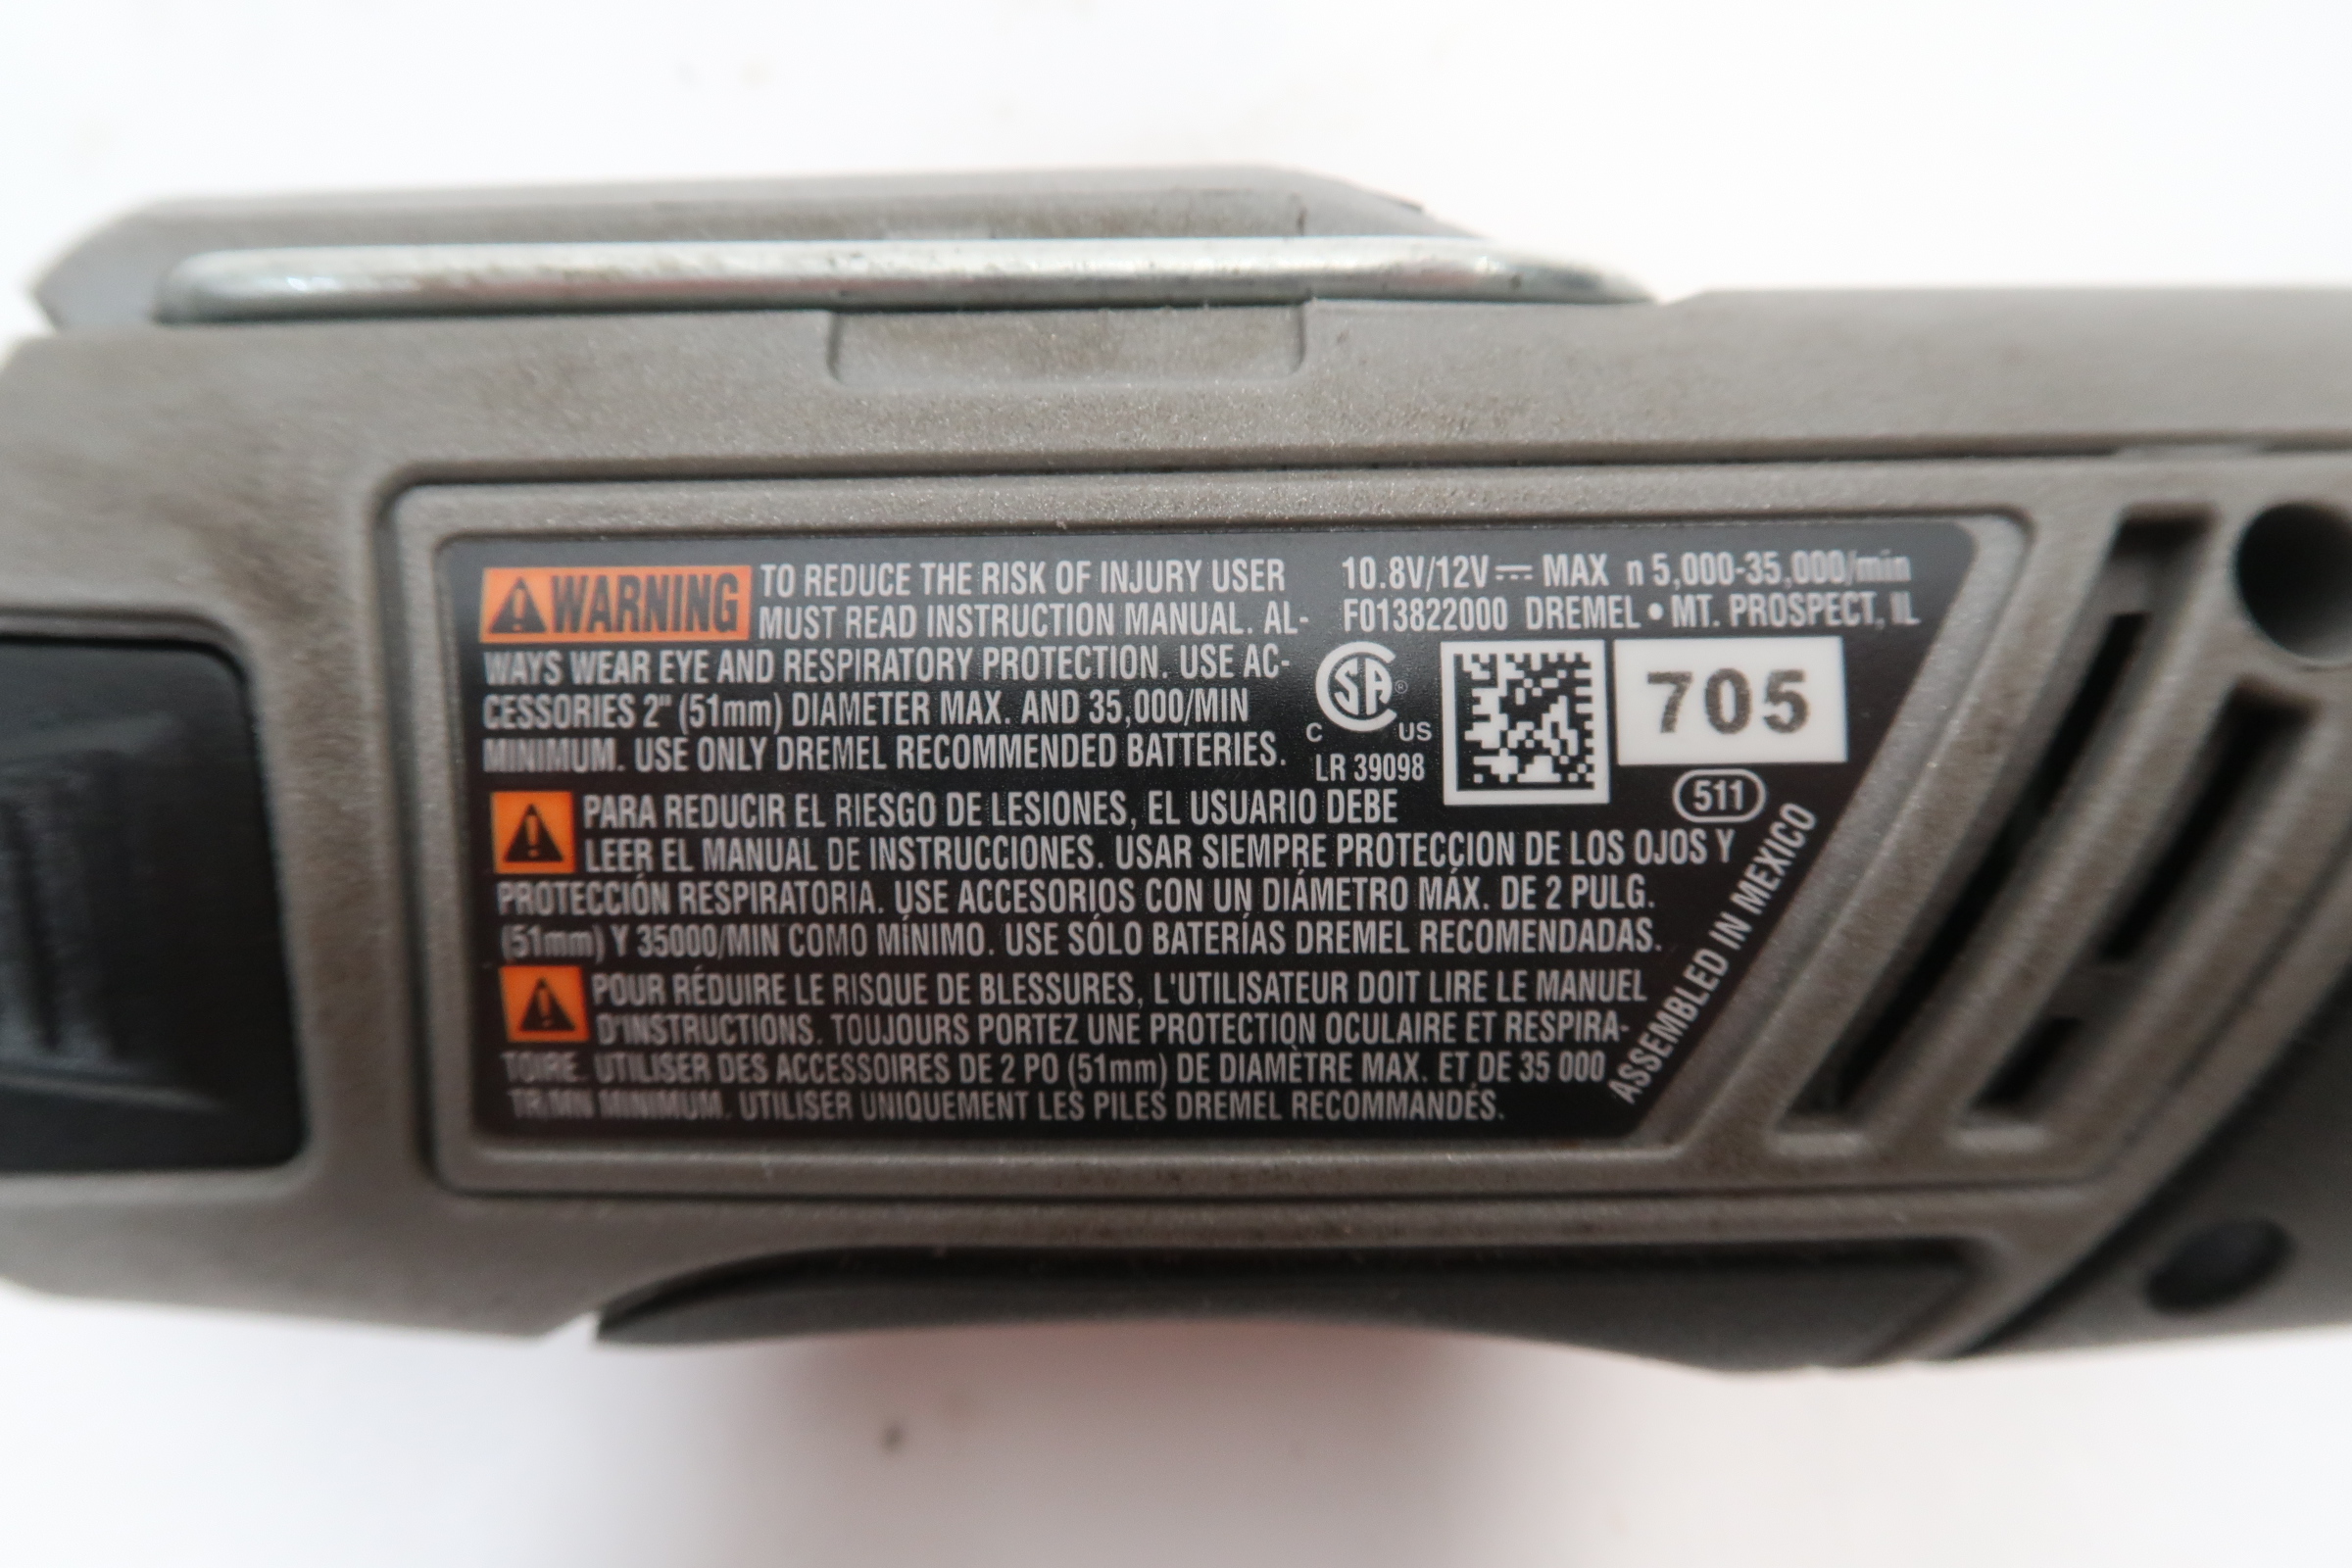 ⚠WARNING TO REDUCE THE RISK OF INJURY USER
MUST READ INSTRUCTION MANUAL. AL-
WAYS WEAR EYE AND RESPIRATORY PROTECTION. USE AC-
CESSORIES 2" (51mm) DIAMETER MAX. AND 35,000/MIN
MINIMUM. USE ONLY DREMEL RECOMMENDED BATTERIES.
10.8V/12V⎓ MAX n 5,000-35,000/min
F013822000 DREMEL • MT. PROSPECT, IL
SA®
C US
LR 39098
705
511
⚠ PARA REDUCIR EL RIESGO DE LESIONES, EL USUARIO DEBE
LEER EL MANUAL DE INSTRUCCIONES. USAR SIEMPRE PROTECCION DE LOS OJOS Y
PROTECCIÓN RESPIRATORIA. USE ACCESORIOS CON UN DIÁMETRO MÁX. DE 2 PULG.
(51mm) Y 35000/MIN COMO MÍNIMO. USE SÓLO BATERÍAS DREMEL RECOMENDADAS.
⚠ POUR RÉDUIRE LE RISQUE DE BLESSURES, L'UTILISATEUR DOIT LIRE LE MANUEL
D'INSTRUCTIONS. TOUJOURS PORTEZ UNE PROTECTION OCULAIRE ET RESPIRA-
TOIRE. UTILISER DES ACCESSOIRES DE 2 PO (51mm) DE DIAMÈTRE MAX. ET DE 35 000
TR/MN MINIMUM. UTILISER UNIQUEMENT LES PILES DREMEL RECOMMANDÉS.
ASSEMBLED IN MEXICO